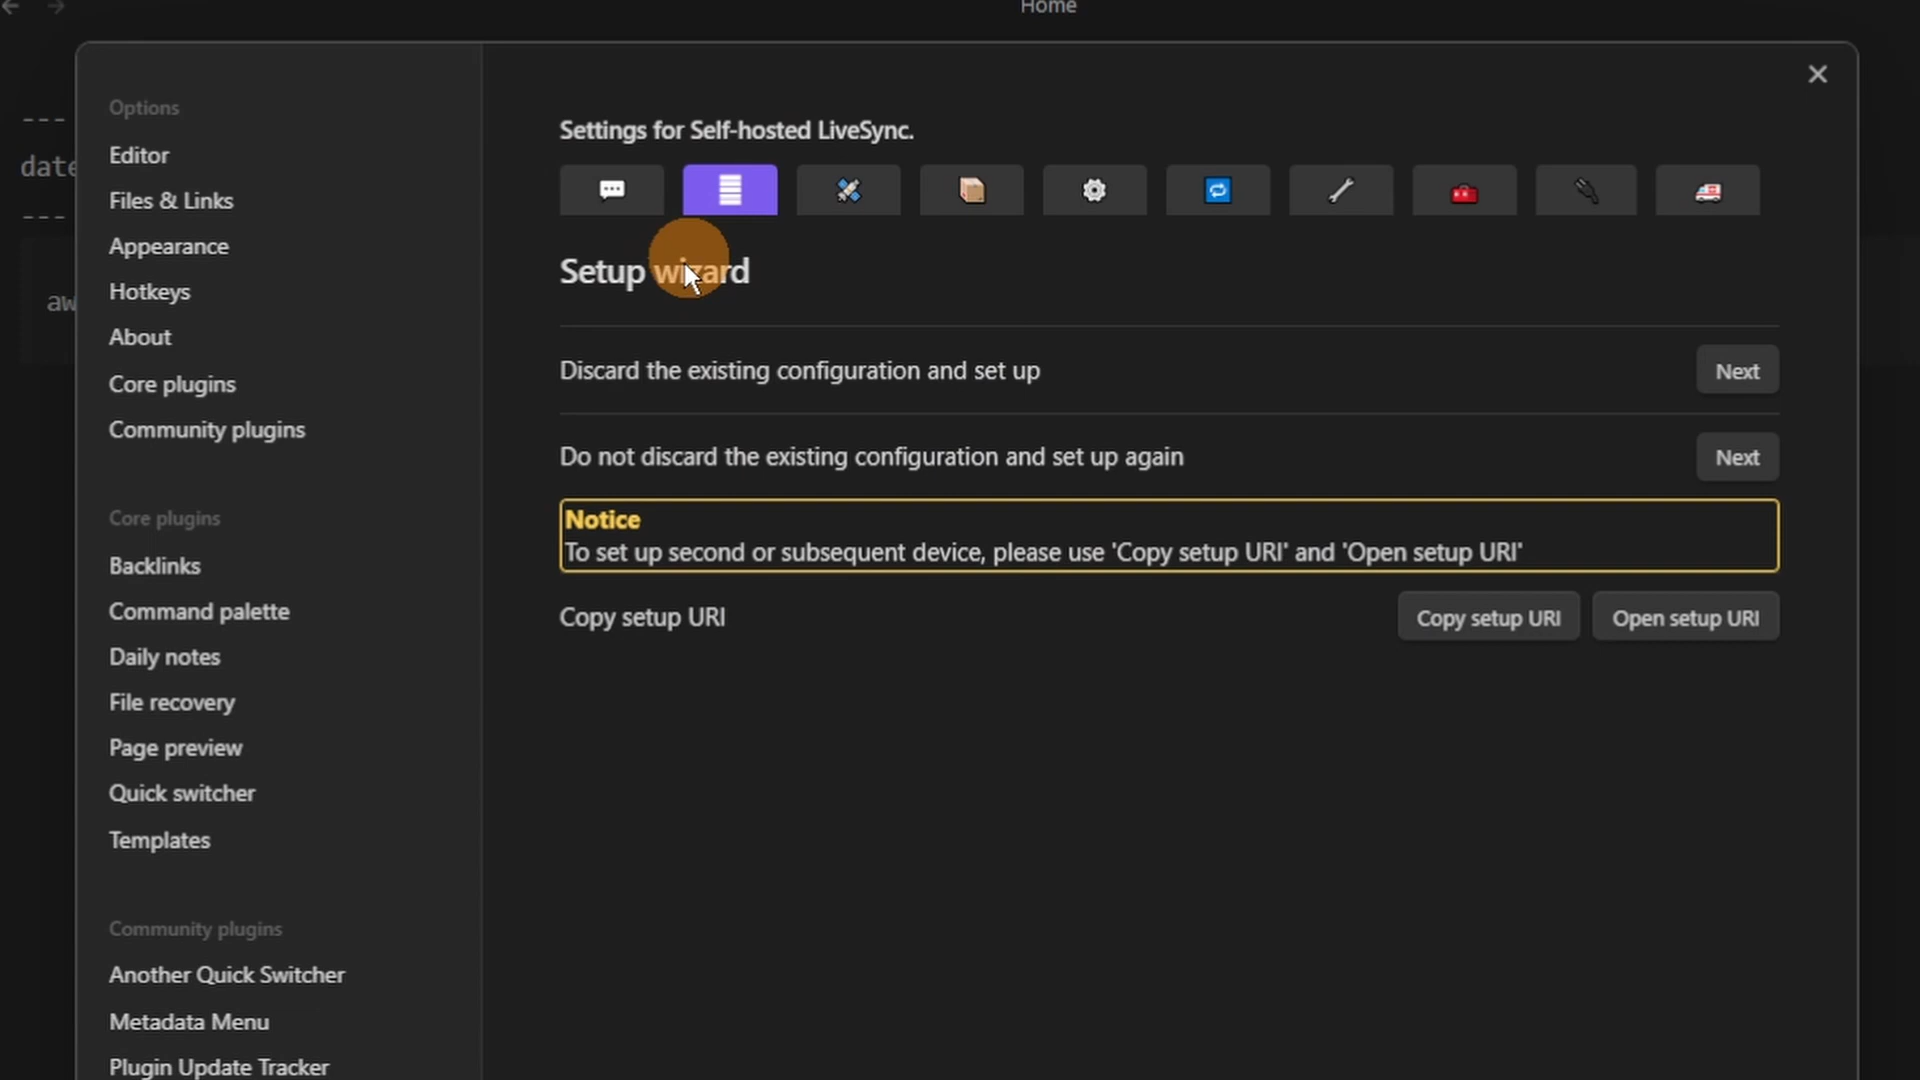 Home
---
date
---
aw
Options
Editor
Files & Links
Appearance
Hotkeys
About
Core plugins
Community plugins
Core plugins
Backlinks
Command palette
Daily notes
File recovery
Page preview
Quick switcher
Templates
Community plugins
Another Quick Switcher
Metadata Menu
Plugin Update Tracker
Settings for Self-hosted LiveSync.
Setup wizard
Discard the existing configuration and set up
Next
Do not discard the existing configuration and set up again
Next
Notice
To set up second or subsequent device, please use 'Copy setup URI' and 'Open setup URI'
Copy setup URI
Copy setup URI
Open setup URI